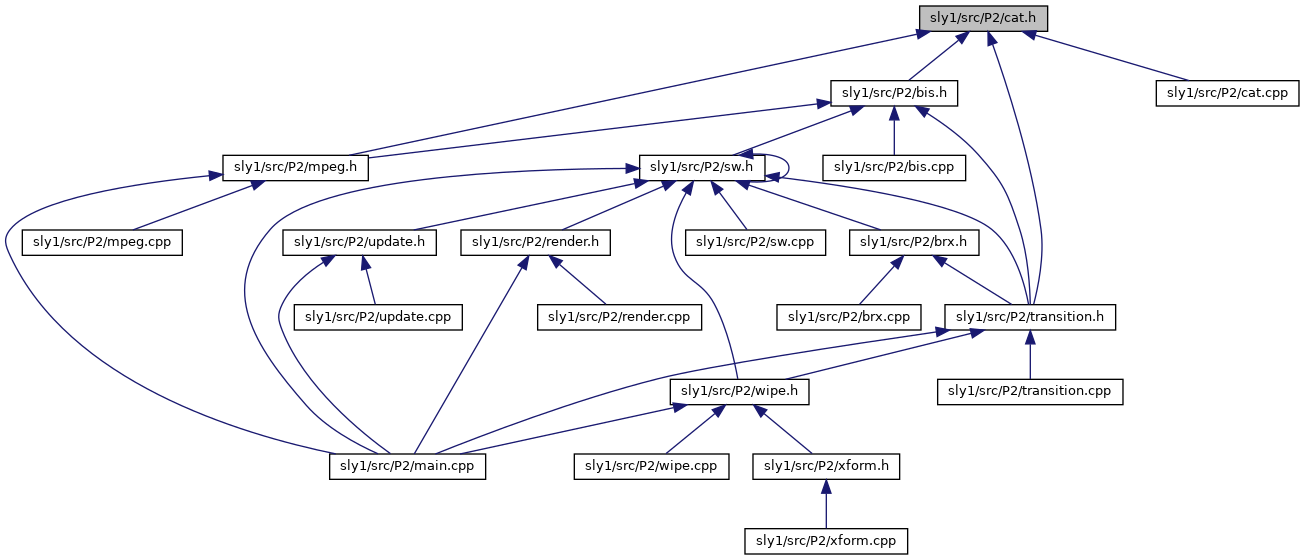 sly1/src/P2/cat.h
sly1/src/P2/bis.h
sly1/src/P2/cat.cpp
sly1/src/P2/mpeg.h
sly1/src/P2/sw.h
sly1/src/P2/bis.cpp
sly1/src/P2/mpeg.cpp
sly1/src/P2/update.h
sly1/src/P2/render.h
sly1/src/P2/sw.cpp
sly1/src/P2/brx.h
sly1/src/P2/update.cpp
sly1/src/P2/render.cpp
sly1/src/P2/brx.cpp
sly1/src/P2/transition.h
sly1/src/P2/wipe.h
sly1/src/P2/transition.cpp
sly1/src/P2/main.cpp
sly1/src/P2/wipe.cpp
sly1/src/P2/xform.h
sly1/src/P2/xform.cpp